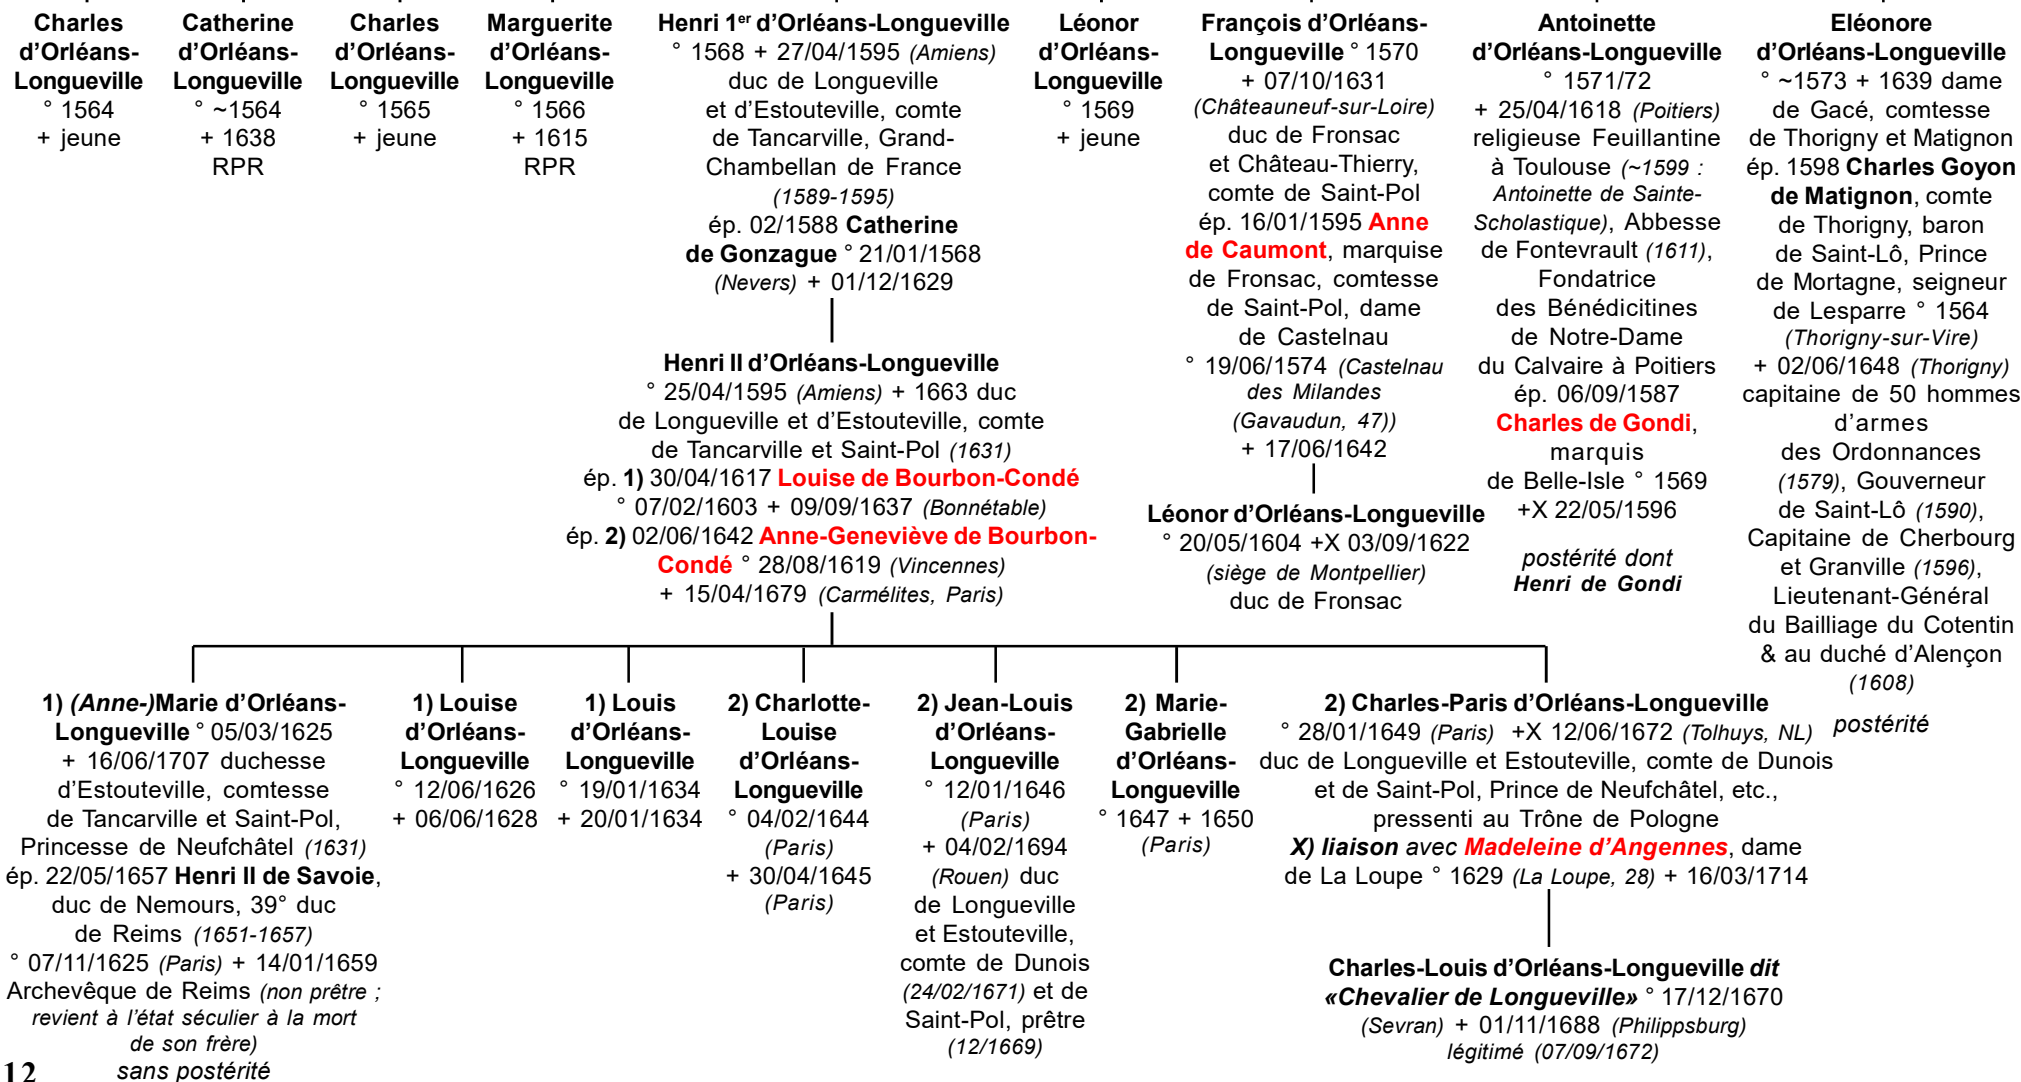 Charles
d’Orléans-
Longueville
° 1564
+ jeune
Catherine
d’Orléans-
Longueville
° ~1564
+ 1638
RPR
Charles
d’Orléans-
Longueville
° 1565
+ jeune
Marguerite
d’Orléans-
Longueville
° 1566
+ 1615
RPR
Henri 1er d’Orléans-Longueville
° 1568 + 27/04/1595 (Amiens)
duc de Longueville
et d’Estouteville, comte
de Tancarville, Grand-
Chambellan de France
(1589-1595)
ép. 02/1588 Catherine
de Gonzague ° 21/01/1568
(Nevers) + 01/12/1629
Léonor
d’Orléans-
Longueville
° 1569
+ jeune
François d’Orléans-
Longueville ° 1570
+ 07/10/1631
(Châteauneuf-sur-Loire)
duc de Fronsac
et Château-Thierry,
comte de Saint-Pol
ép. 16/01/1595 Anne
de Caumont, marquise
de Fronsac, comtesse
de Saint-Pol, dame
de Castelnau
° 19/06/1574 (Castelnau
des Milandes
(Gavaudun, 47))
+ 17/06/1642
Antoinette
d’Orléans-Longueville
° 1571/72
+ 25/04/1618 (Poitiers)
religieuse Feuillantine
à Toulouse (~1599 :
Antoinette de Sainte-
Scholastique), Abbesse
de Fontevrault (1611),
Fondatrice
des Bénédicitines
de Notre-Dame
du Calvaire à Poitiers
ép. 06/09/1587
Charles de Gondi,
marquis
de Belle-Isle ° 1569
+X 22/05/1596
postérité dont
Henri de Gondi
Eléonore
d’Orléans-Longueville
° ~1573 + 1639 dame
de Gacé, comtesse
de Thorigny et Matignon
ép. 1598 Charles Goyon
de Matignon, comte
de Thorigny, baron
de Saint-Lô, Prince
de Mortagne, seigneur
de Lesparre ° 1564
(Thorigny-sur-Vire)
+ 02/06/1648 (Thorigny)
capitaine de 50 hommes
d’armes
des Ordonnances
(1579), Gouverneur
de Saint-Lô (1590),
Capitaine de Cherbourg
et Granville (1596),
Lieutenant-Général
du Bailliage du Cotentin
& au duché d’Alençon
(1608)
postérité
Henri II d’Orléans-Longueville
° 25/04/1595 (Amiens) + 1663 duc
de Longueville et d’Estouteville, comte
de Tancarville et Saint-Pol (1631)
ép. 1) 30/04/1617 Louise de Bourbon-Condé
° 07/02/1603 + 09/09/1637 (Bonnétable)
ép. 2) 02/06/1642 Anne-Geneviève de Bourbon-
Condé ° 28/08/1619 (Vincennes)
+ 15/04/1679 (Carmélites, Paris)
Léonor d’Orléans-Longueville
° 20/05/1604 +X 03/09/1622
(siège de Montpellier)
duc de Fronsac
1) (Anne-)Marie d’Orléans-
Longueville ° 05/03/1625
+ 16/06/1707 duchesse
d’Estouteville, comtesse
de Tancarville et Saint-Pol,
Princesse de Neufchâtel (1631)
ép. 22/05/1657 Henri II de Savoie,
duc de Nemours, 39° duc
de Reims (1651-1657)
° 07/11/1625 (Paris) + 14/01/1659
Archevêque de Reims (non prêtre ;
revient à l’état séculier à la mort
de son frère)
sans postérité
1) Louise
d’Orléans-
Longueville
° 12/06/1626
+ 06/06/1628
1) Louis
d’Orléans-
Longueville
° 19/01/1634
+ 20/01/1634
2) Charlotte-
Louise
d’Orléans-
Longueville
° 04/02/1644
(Paris)
+ 30/04/1645
(Paris)
2) Jean-Louis
d’Orléans-
Longueville
° 12/01/1646
(Paris)
+ 04/02/1694
(Rouen) duc
de Longueville
et Estouteville,
comte de Dunois
(24/02/1671) et de
Saint-Pol, prêtre
(12/1669)
2) Marie-
Gabrielle
d’Orléans-
Longueville
° 1647 + 1650
(Paris)
2) Charles-Paris d’Orléans-Longueville
° 28/01/1649 (Paris) +X 12/06/1672 (Tolhuys, NL)
duc de Longueville et Estouteville, comte de Dunois
et de Saint-Pol, Prince de Neufchâtel, etc.,
pressenti au Trône de Pologne
X) liaison avec Madeleine d’Angennes, dame
de La Loupe ° 1629 (La Loupe, 28) + 16/03/1714
Charles-Louis d’Orléans-Longueville dit
«Chevalier de Longueville» ° 17/12/1670
(Sevran) + 01/11/1688 (Philippsburg)
légitimé (07/09/1672)
12